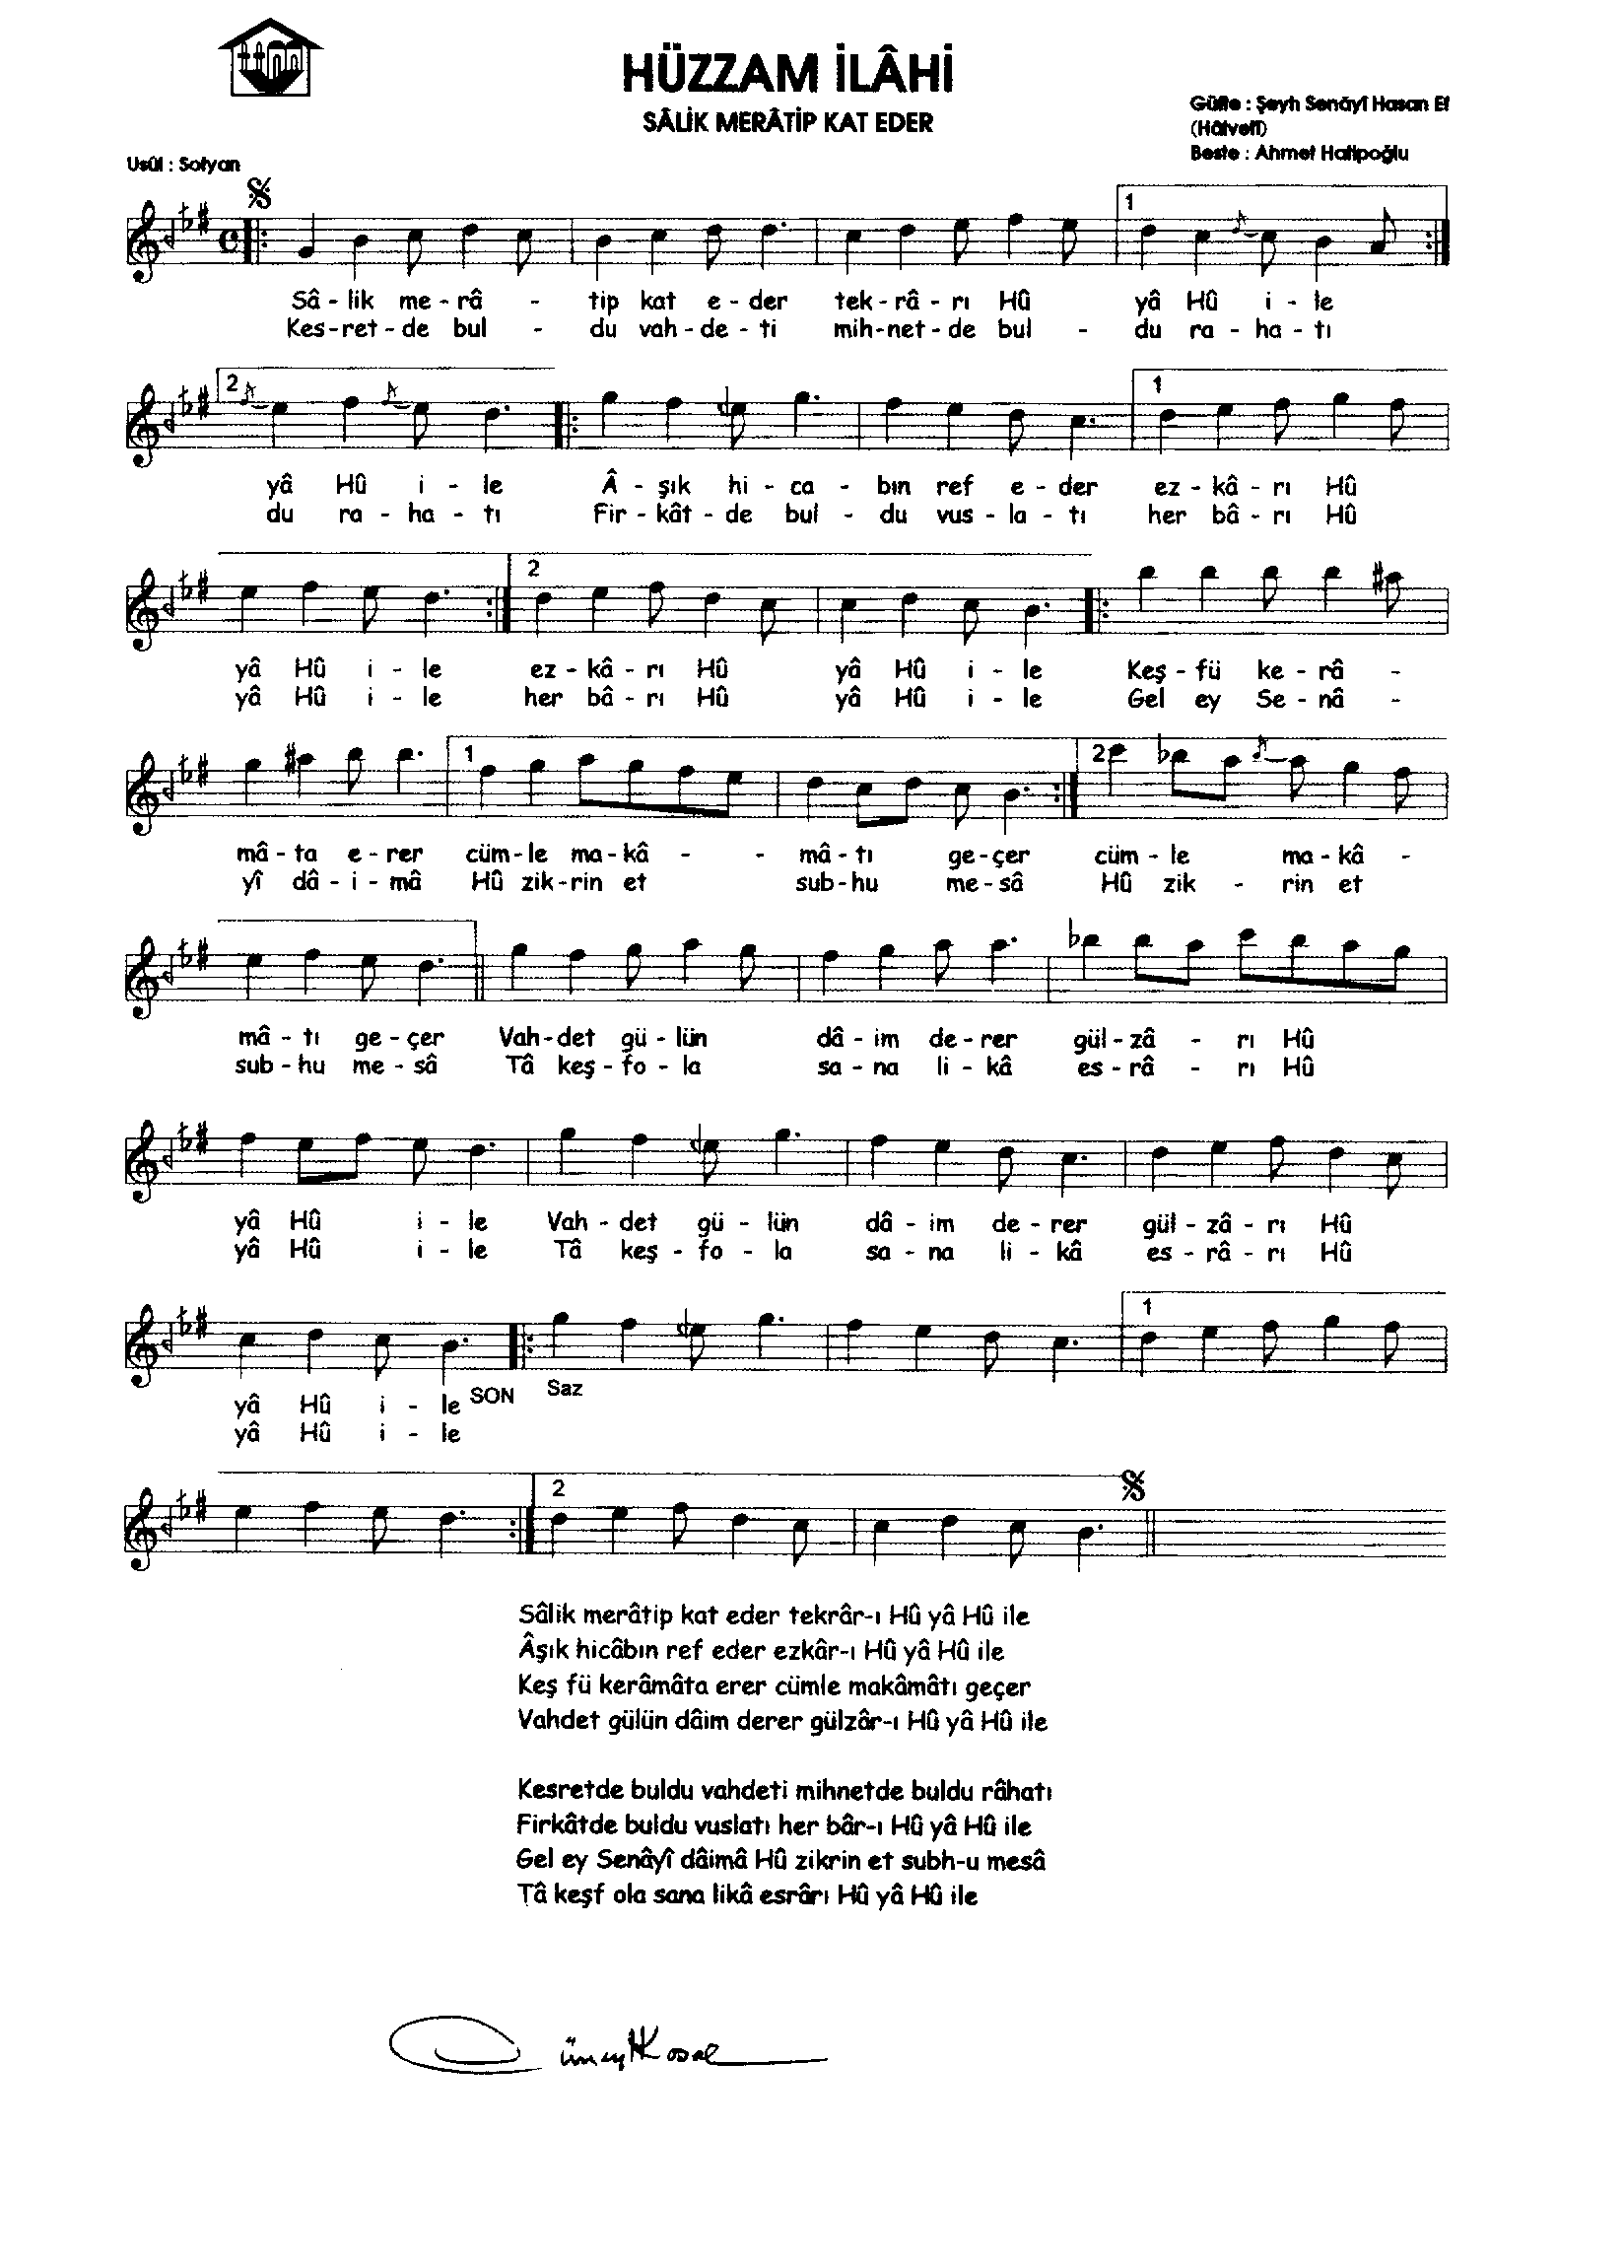 ttmn
HÜZZAM İLÂHİ
SÂLİK MERÂTİP KAT EDER
Güfte : Şeyh Senâyî Hasan Ef
(Hâlvetî)
Usûl : Sofyan
Beste : Ahmet Hatipoğlu
1
Sâ - lik me - râ - tip kat e - der tek - râ - rı Hû yâ Hû i - le
Kes - ret - de bul - du vah - de - ti mih - net - de bul - du ra - ha - tı
2 1
yâ Hû i - le Â - şık hi - ca - bın ref e - der ez - kâ - rı Hû
du ra - ha - tı Fir - kât - de bul - du vus - la - tı her bâ - rı Hû
2
yâ Hû i - le ez - kâ - rı Hû yâ Hû i - le Keş - fü ke - râ -
yâ Hû i - le her bâ - rı Hû yâ Hû i - le Gel ey Se - nâ -
1 2
mâ - ta e - rer cüm - le ma - kâ - - mâ - tı ge - çer cüm - le ma - kâ -
yî dâ - i - mâ Hû zik - rin et sub - hu me - sâ Hû zik - rin et
mâ - tı ge - çer Vah - det gü - lün dâ - im de - rer gül - zâ - rı Hû
sub - hu me - sâ Tâ keş - fo - la sa - na li - kâ es - râ - rı Hû
yâ Hû i - le Vah - det gü - lün dâ - im de - rer gül - zâ - rı Hû
yâ Hû i - le Tâ keş - fo - la sa - na li - kâ es - râ - rı Hû
1
yâ Hû i - le SON Saz
yâ Hû i - le
2
Sâlik merâtip kat eder tekrâr-ı Hû yâ Hû ile
Âşık hicâbın ref eder ezkâr-ı Hû yâ Hû ile
Keş fü kerâmâta erer cümle makâmâtı geçer
Vahdet gülün dâim derer gülzâr-ı Hû yâ Hû ile
Kesretde buldu vahdeti mihnetde buldu râhatı
Firkâtde buldu vuslatı her bâr-ı Hû yâ Hû ile
Gel ey Senâyî dâimâ Hû zikrin et subh-u mesâ
Tâ keşf ola sana likâ esrârı Hû yâ Hû ile